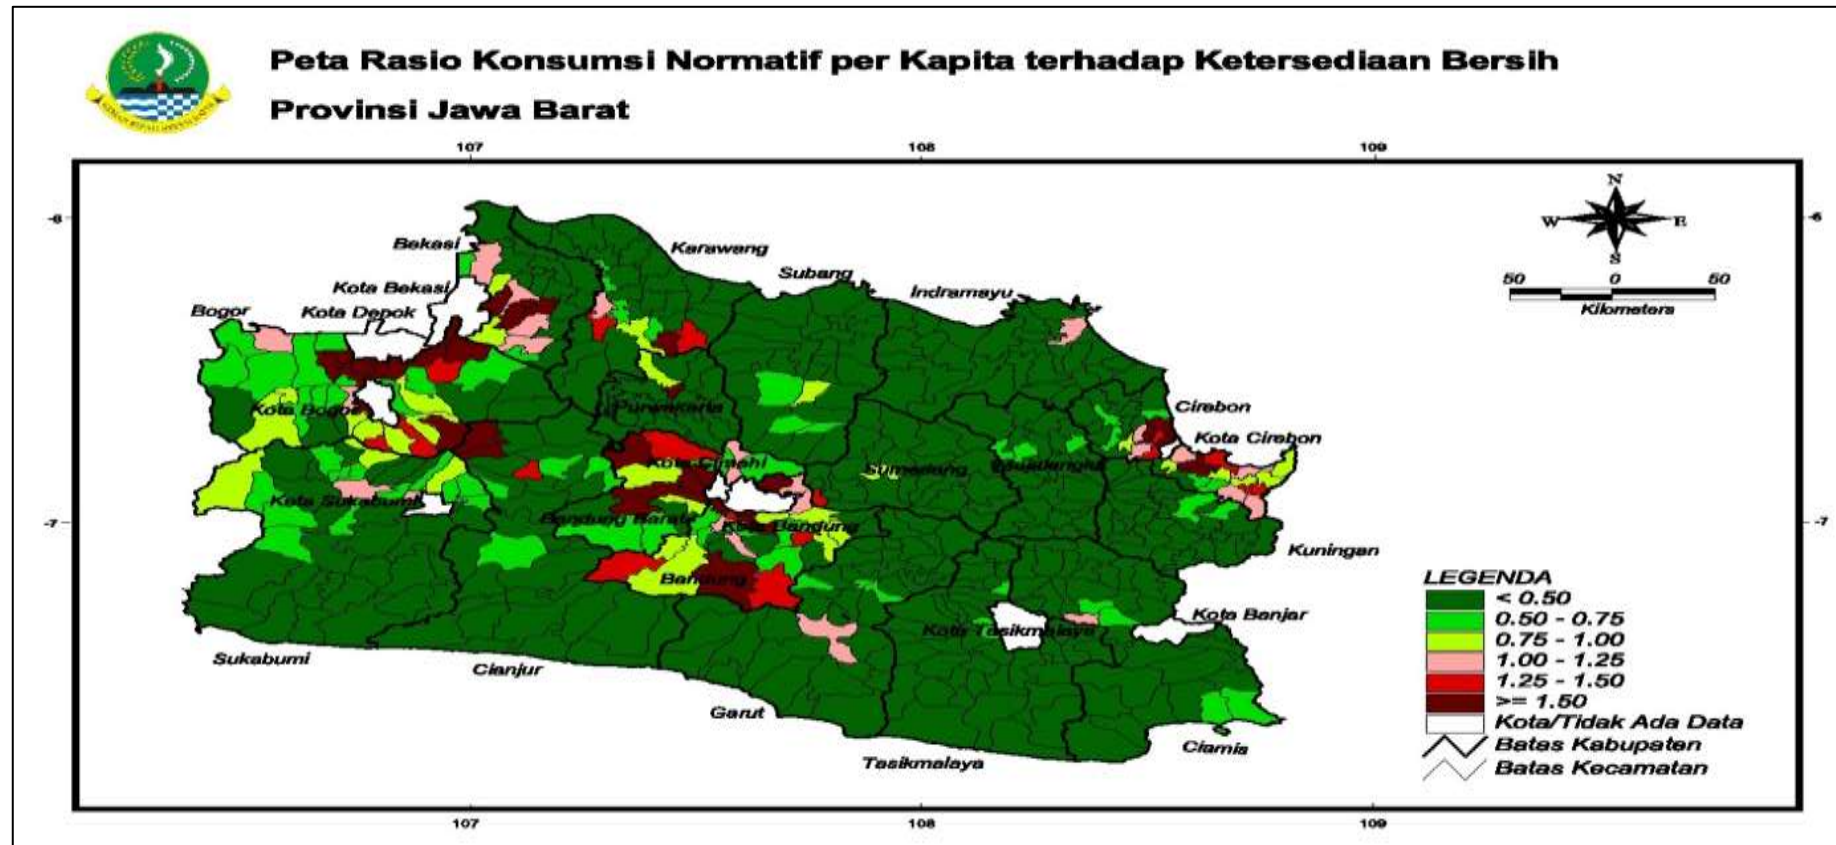 Peta Rasio Konsumsi Normatif per Kapita terhadap Ketersediaan Bersih
Provinsi Jawa Barat
107
108
109
-6
-6
N
W
E
S
50
0
50
Kilometers
Bekasi
Karawang
Subang
Kota Bekasi
Indramayu
Bogor
Kota Depok
Kota Bogor
Purwakarta
Cirebon
Kota Cirebon
Kota Cimahi
Sumedang
Majalengka
Kota Sukabumi
Bandung Barat
Kota Bandung
-7
-7
Kuningan
Bandung
Kota Banjar
Kota Tasikmalaya
Sukabumi
Cianjur
Garut
Tasikmalaya
Ciamis
LEGENDA
< 0.50
0.50 - 0.75
0.75 - 1.00
1.00 - 1.25
1.25 - 1.50
>= 1.50
Kota/Tidak Ada Data
Batas Kabupaten
Batas Kecamatan
107
108
109